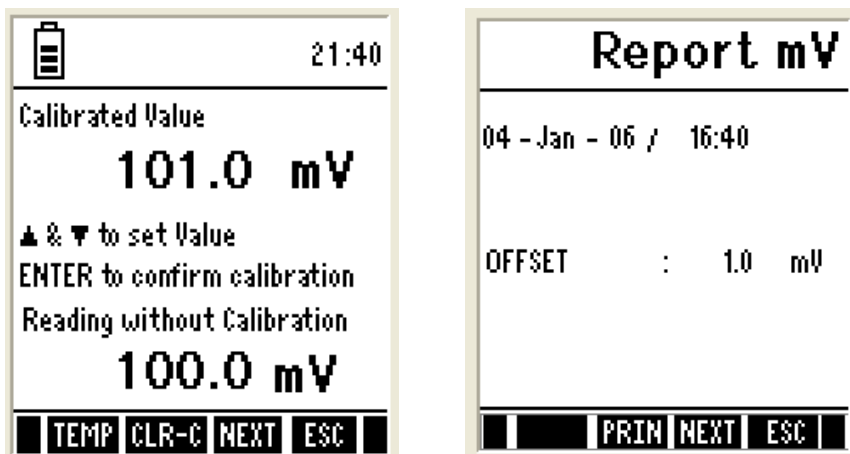 21:40
Calibrated Value
101.0 mV
▲ & ▼ to set Value
ENTER to confirm calibration
Reading without Calibration
100.0 mV
TEMP CLR-C NEXT ESC
Report mV
04 - Jan - 06 / 16:40
OFFSET : 1.0 mV
PRIN NEXT ESC